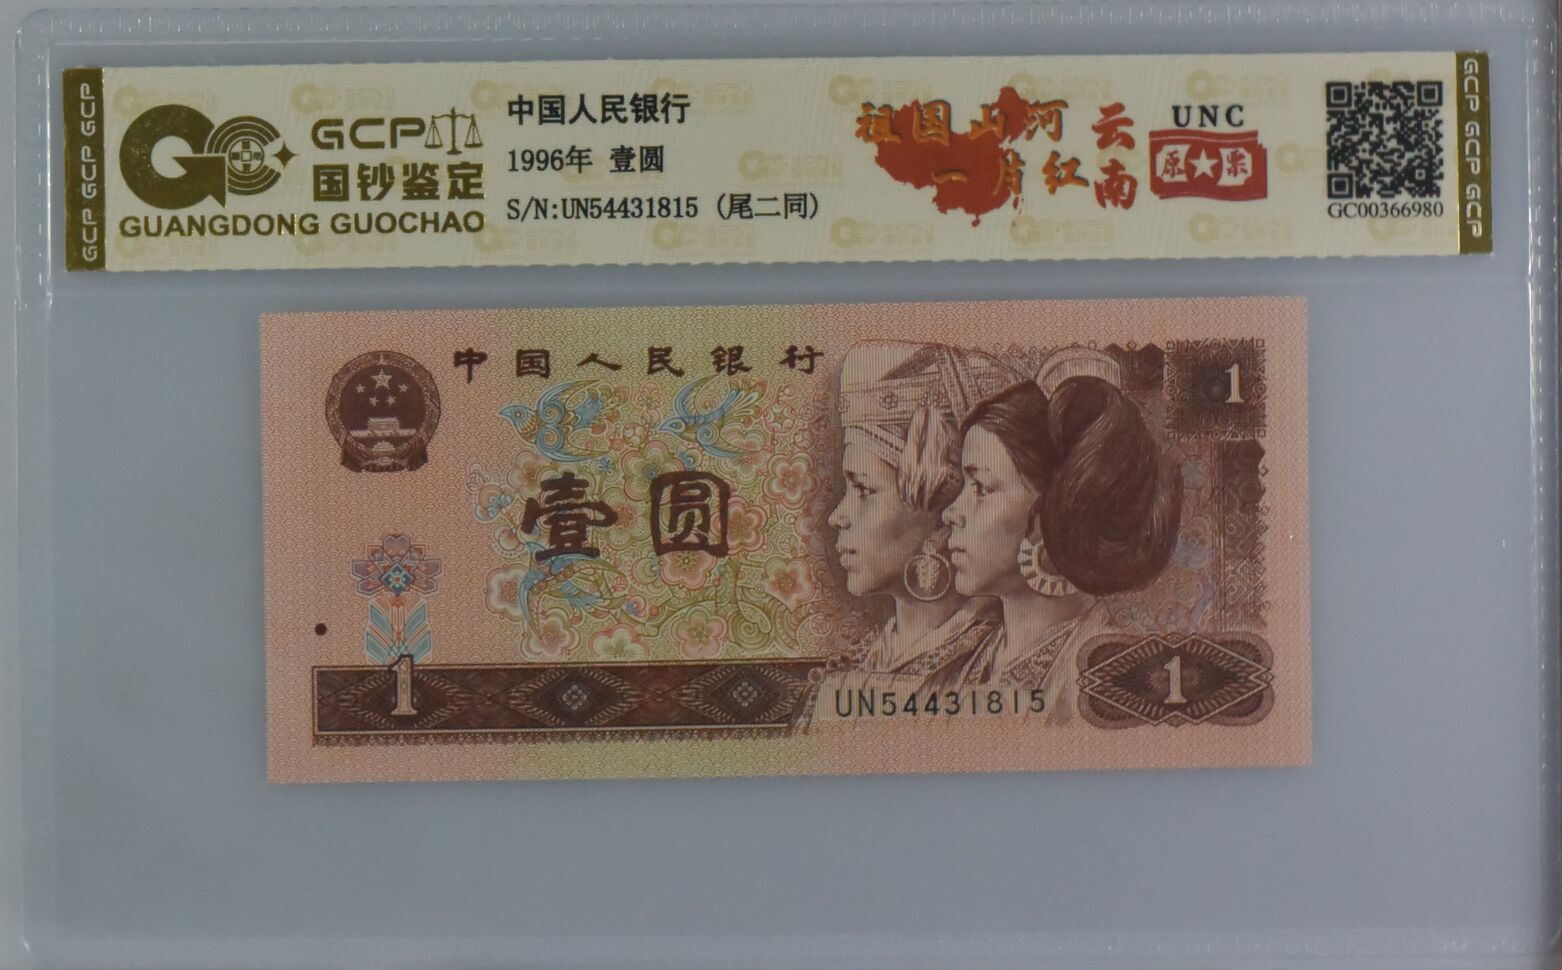 GCP GCP GCP
GCP
国钞鉴定
GUANGDONG GUOCHAO
中国人民银行
1996年 壹圆
S/N:UN54431815 (尾二同)
祖国山河
一片红
云南
UNC
原★票
GC00366980
GCP GCP GCP
中国人民银行
1
壹圆
1
UN54431815
1